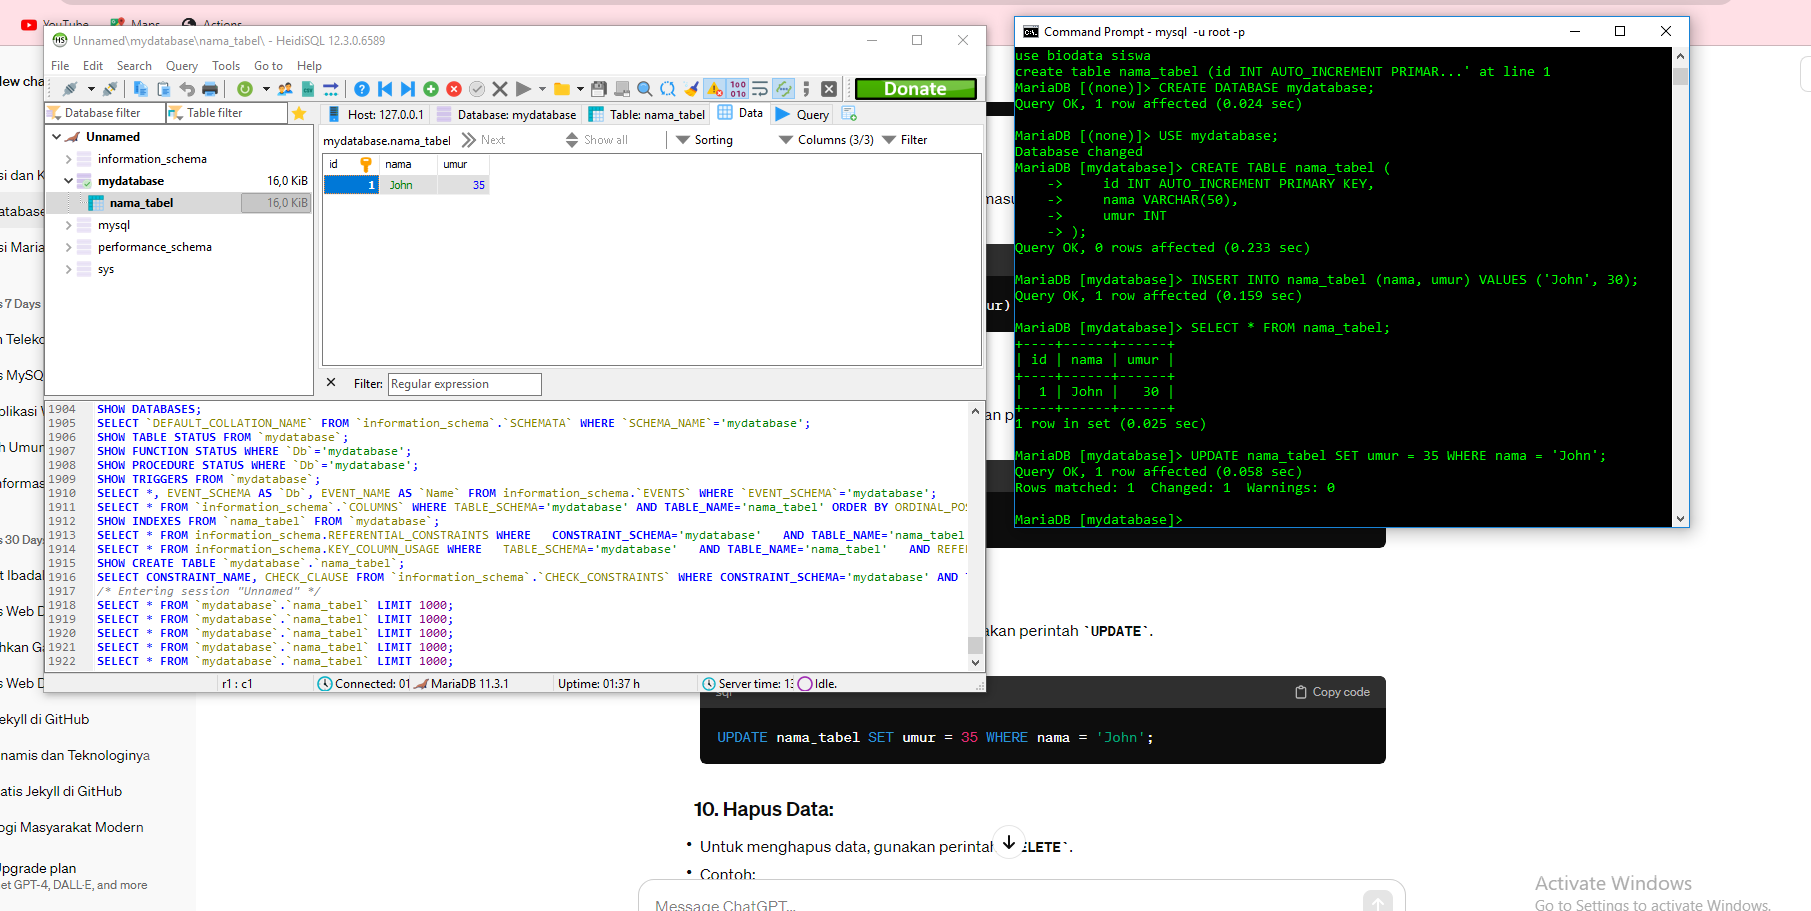 YouTube
Maps
Actions
Unnamed\mydatabase\nama_tabel\ - HeidiSQL 12.3.0.6589
File Edit Search Query Tools Go to Help
Donate
Database filter
Table filter
Host: 127.0.0.1
Database: mydatabase
Table: nama_tabel
Data
Query
Unnamed
information_schema
mydatabase 16,0 KiB
nama_tabel 16,0 KiB
mysql
performance_schema
sys
mydatabase.nama_tabel
Next
Show all
Sorting
Columns (3/3)
Filter
id nama umur
1 John 35
Filter: Regular expression
1904 SHOW DATABASES;
1905 SELECT `DEFAULT_COLLATION_NAME` FROM `information_schema`.`SCHEMATA` WHERE `SCHEMA_NAME`='mydatabase';
1906 SHOW TABLE STATUS FROM `mydatabase`;
1907 SHOW FUNCTION STATUS WHERE `Db`='mydatabase';
1908 SHOW PROCEDURE STATUS WHERE `Db`='mydatabase';
1909 SHOW TRIGGERS FROM `mydatabase`;
1910 SELECT *, EVENT_SCHEMA AS `Db`, EVENT_NAME AS `Name` FROM information_schema.`EVENTS` WHERE `EVENT_SCHEMA`='mydatabase';
1911 SELECT * FROM `information_schema`.`COLUMNS` WHERE TABLE_SCHEMA='mydatabase' AND TABLE_NAME='nama_tabel' ORDER BY ORDINAL_POS
1912 SHOW INDEXES FROM `nama_tabel` FROM `mydatabase`;
1913 SELECT * FROM information_schema.REFERENTIAL_CONSTRAINTS WHERE CONSTRAINT_SCHEMA='mydatabase' AND TABLE_NAME='nama_tabel
1914 SELECT * FROM information_schema.KEY_COLUMN_USAGE WHERE TABLE_SCHEMA='mydatabase' AND TABLE_NAME='nama_tabel' AND REFE
1915 SHOW CREATE TABLE `mydatabase`.`nama_tabel`;
1916 SELECT CONSTRAINT_NAME, CHECK_CLAUSE FROM `information_schema`.`CHECK_CONSTRAINTS` WHERE CONSTRAINT_SCHEMA='mydatabase' AND
1917 /* Entering session "Unnamed" */
1918 SELECT * FROM `mydatabase`.`nama_tabel` LIMIT 1000;
1919 SELECT * FROM `mydatabase`.`nama_tabel` LIMIT 1000;
1920 SELECT * FROM `mydatabase`.`nama_tabel` LIMIT 1000;
1921 SELECT * FROM `mydatabase`.`nama_tabel` LIMIT 1000;
1922 SELECT * FROM `mydatabase`.`nama_tabel` LIMIT 1000;
r1 : c1 Connected: 01 MariaDB 11.3.1 Uptime: 01:37 h Server time: 13 Idle.
Command Prompt - mysql -u root -p
use biodata siswa
create table nama_tabel (id INT AUTO_INCREMENT PRIMAR...' at line 1
MariaDB [(none)]> CREATE DATABASE mydatabase;
Query OK, 1 row affected (0.024 sec)
MariaDB [(none)]> USE mydatabase;
Database changed
MariaDB [mydatabase]> CREATE TABLE nama_tabel (
-> id INT AUTO_INCREMENT PRIMARY KEY,
-> nama VARCHAR(50),
-> umur INT
-> );
Query OK, 0 rows affected (0.233 sec)
MariaDB [mydatabase]> INSERT INTO nama_tabel (nama, umur) VALUES ('John', 30);
Query OK, 1 row affected (0.159 sec)
MariaDB [mydatabase]> SELECT * FROM nama_tabel;
+----+------+------+
| id | nama | umur |
+----+------+------+
| 1 | John | 30 |
+----+------+------+
1 row in set (0.025 sec)
MariaDB [mydatabase]> UPDATE nama_tabel SET umur = 35 WHERE nama = 'John';
Query OK, 1 row affected (0.058 sec)
Rows matched: 1 Changed: 1 Warnings: 0
MariaDB [mydatabase]>
ew cha
si dan K
atabase
si Maria
s 7 Days
n Teleko
s MySQ
plikasi
h Umur
nformas
s 30 Day
t Ibadal
s Web D
hkan Ga
s Web D
ekyll di GitHub
namis dan Teknologinya
atis Jekyll di GitHub
ogi Masyarakat Modern
Upgrade plan
et GPT-4, DALL·E, and more
masu
ur)
an p
akan perintah `UPDATE`.
sql
Copy code
UPDATE nama_tabel SET umur = 35 WHERE nama = 'John';
10. Hapus Data:
• Untuk menghapus data, gunakan perintah ELETE`.
• Contoh:
Message ChatGPT...
Activate Windows
Go to Settings to activate Windows.